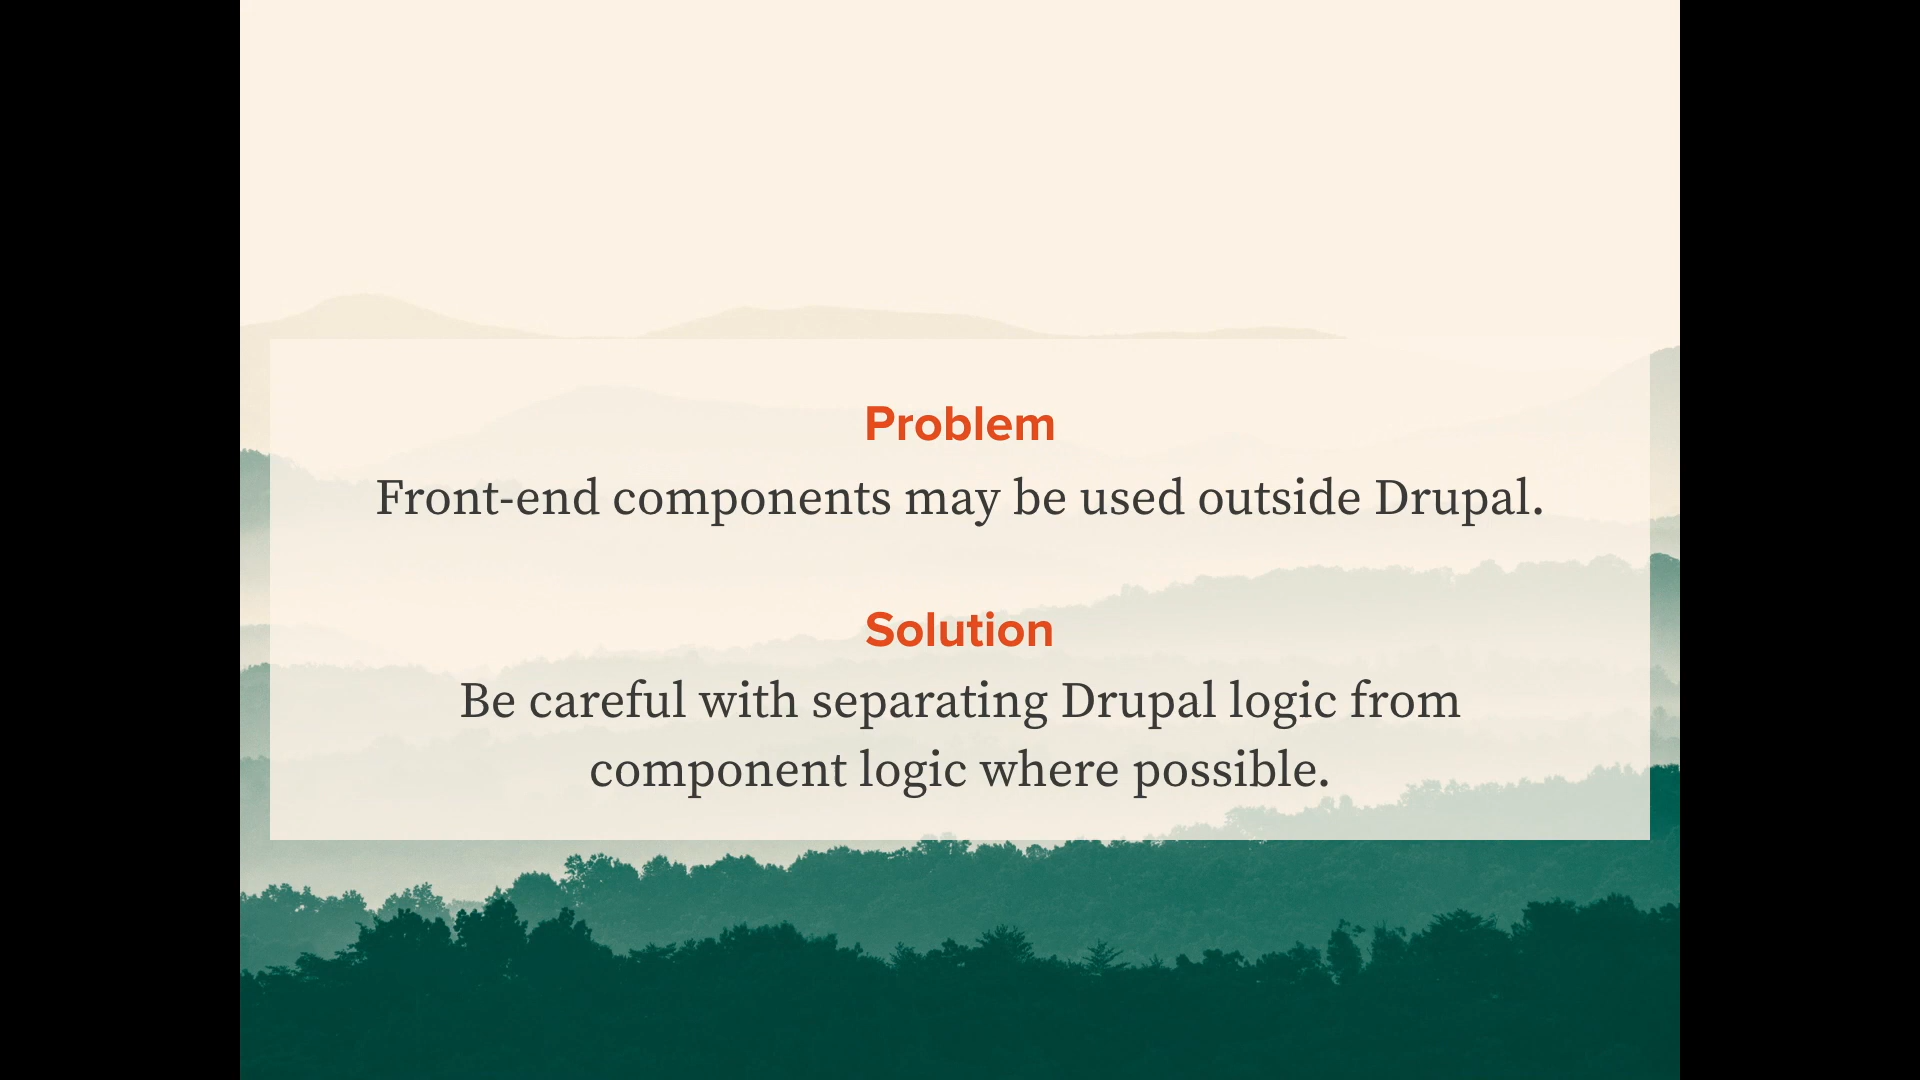 Problem
Front-end components may be used outside Drupal.
Solution
Be careful with separating Drupal logic from
component logic where possible.